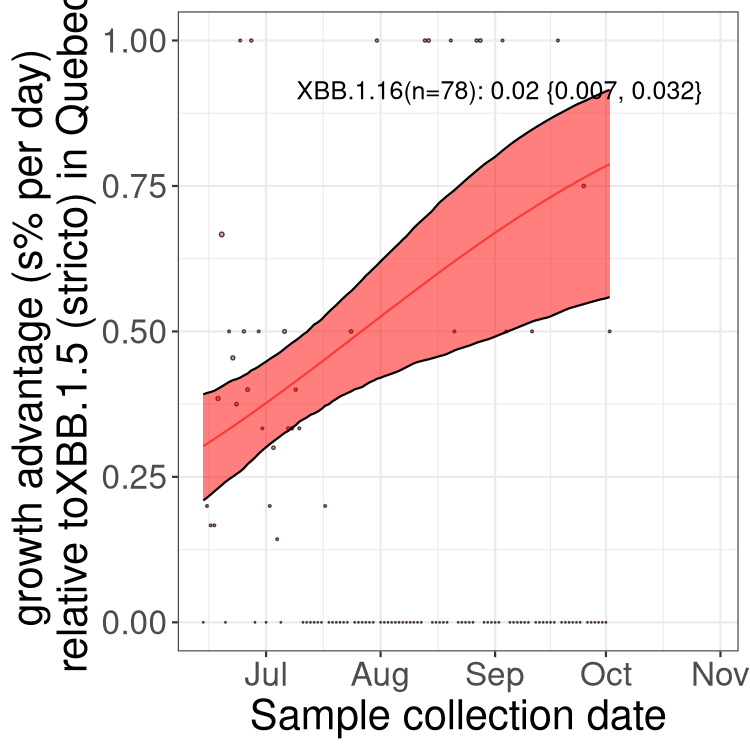 growth advantage (s% per day)
relative toXBB.1.5 (stricto) in Quebec
1.00
XBB.1.16(n=78): 0.02 {0.007, 0.032}
0.75
0.50
0.25
0.00
Jul Aug Sep Oct Nov
Sample collection date